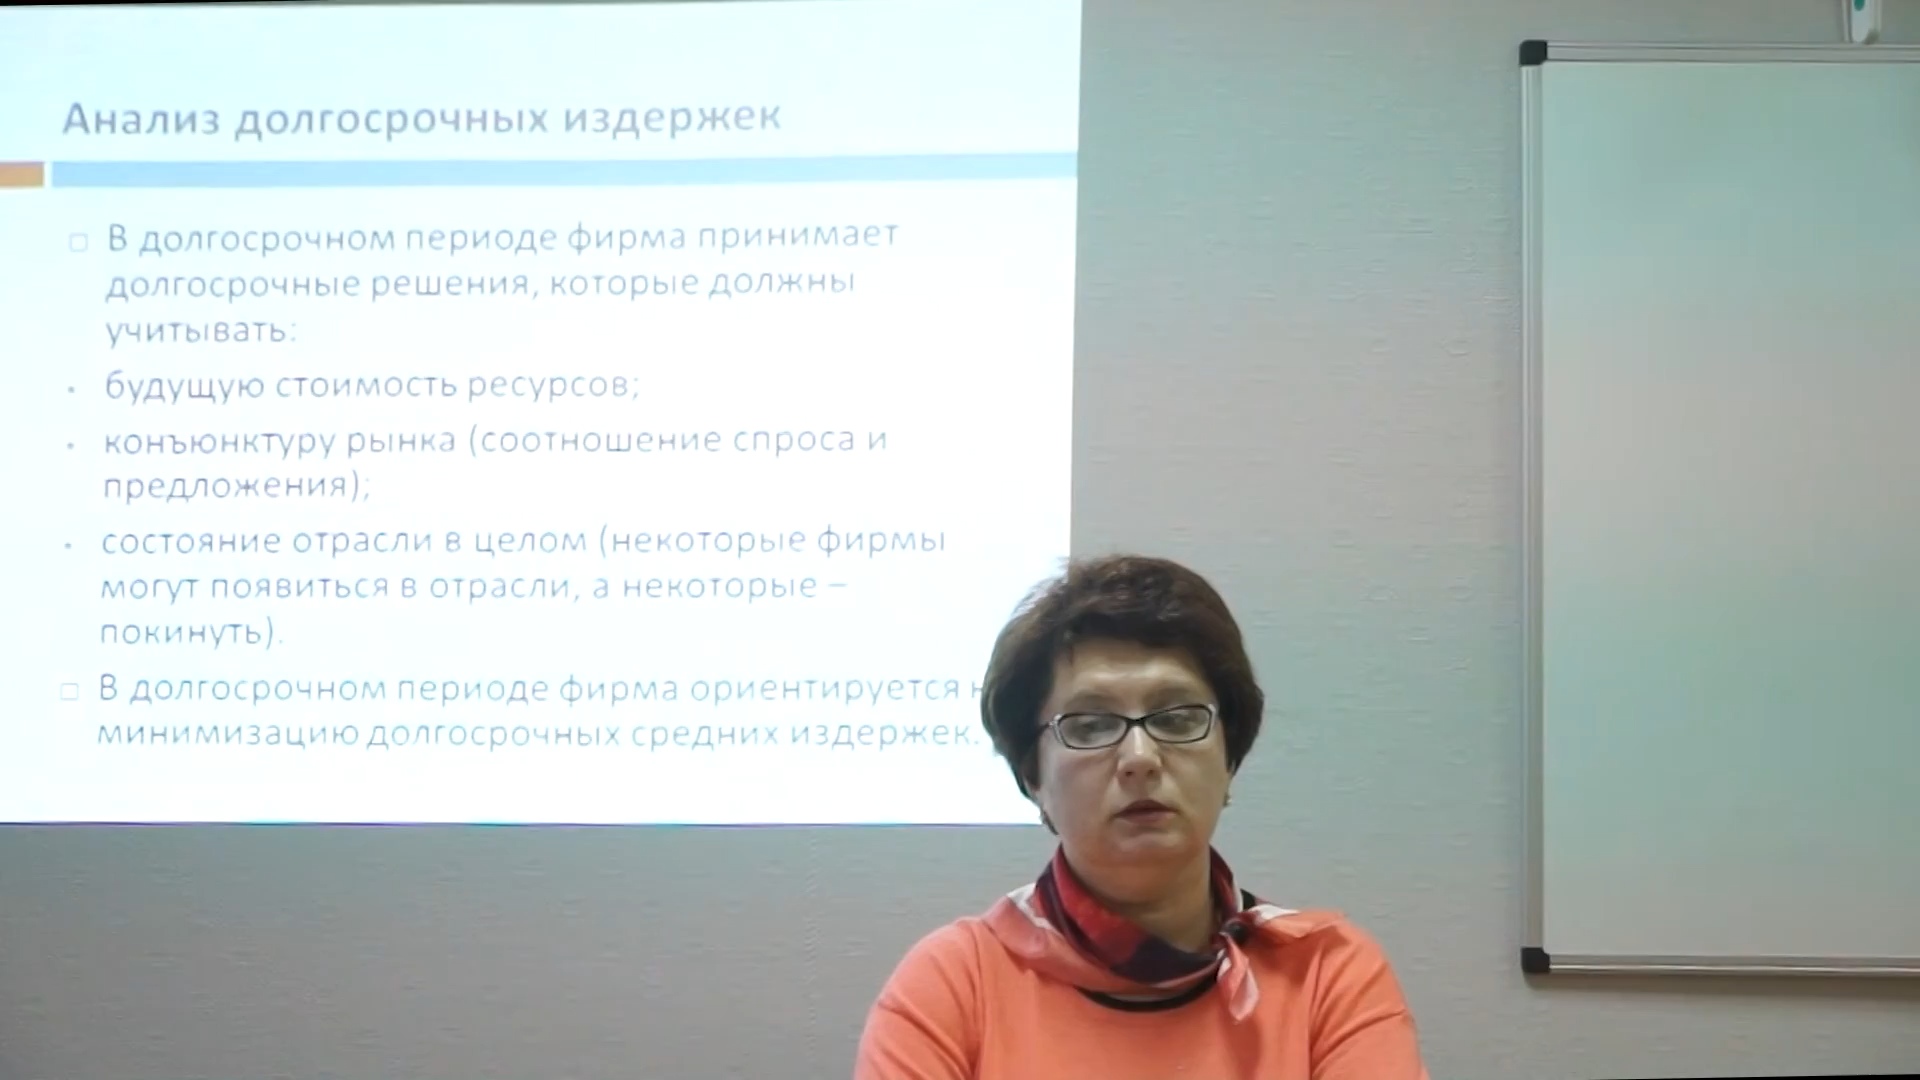 Анализ долгосрочных издержек
В долгосрочном периоде фирма принимает
долгосрочные решения, которые должны
учитывать:
будущую стоимость ресурсов;
конъюнктуру рынка (соотношение спроса и
предложения);
состояние отрасли в целом (некоторые фирмы
могут появиться в отрасли, а некоторые –
покинуть).
В долгосрочном периоде фирма ориентируется
минимизацию долгосрочных средних издержек.